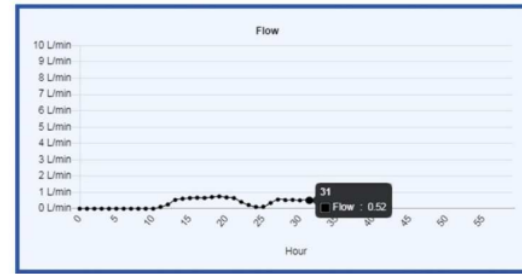 Flow
10 L/min
9 L/min
8 L/min
7 L/min
6 L/min
5 L/min
4 L/min
3 L/min
2 L/min
1 L/min
0 L/min
31
Flow : 0.52
0 5 10 15 20 25 30 35 40 45 50 55
Hour